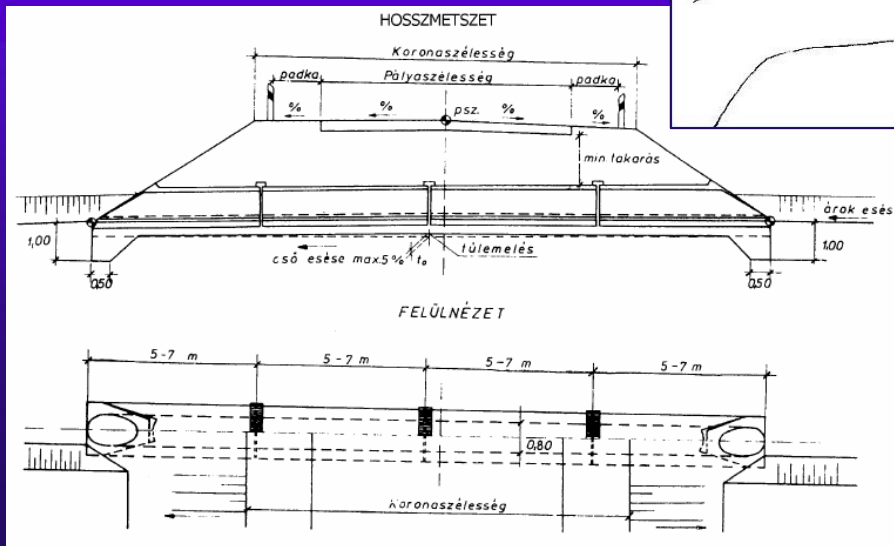 HOSSZMETSZET
Koronaszélesség
padka Pályaszélesség padka
% % psz. % %
min takarás
árok esés
1,00 1,00
túlemelés
cső esése max.5% t₀
0,50 0,50
FELÜLNÉZET
5-7 m 5-7 m 5-7 m 5-7 m
0,80
Koronaszélesség